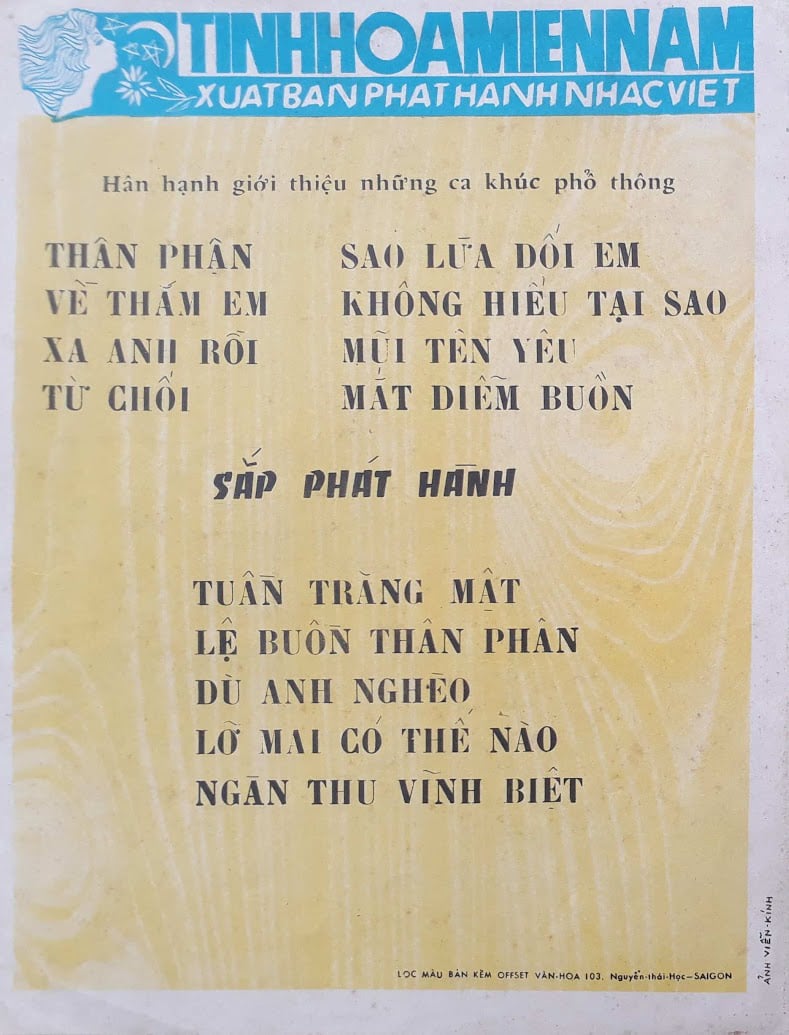 TINHHOAMIENNAM
XUATBANPHATHANHNHACVIET
Hân hạnh giới thiệu những ca khúc phổ thông
THÂN PHẬN
VỀ THĂM EM
XA ANH RỒI
TỪ CHỐI
SAO LỪA DỐI EM
KHÔNG HIỂU TẠI SAO
MŨI TÊN YÊU
MẮT DIỄM BUỒN
SẮP PHÁT HÀNH
TUẦN TRĂNG MẬT
LỆ BUỒN THÂN PHÂN
DÙ ANH NGHÈO
LỠ MAI CÓ THẾ NÀO
NGÀN THU VĨNH BIỆT
LỌC MÀU BẢN KẼM OFFSET VĂN-HOA 103. Nguyễn-thái-Học—SAIGON
ẢNH VIỄN-KÍNH